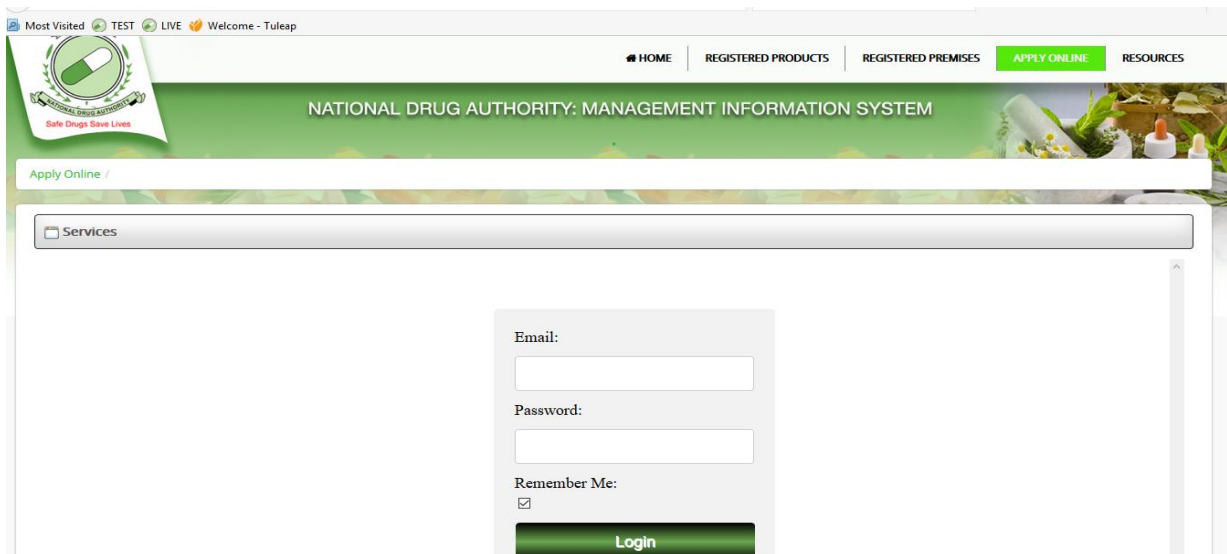 Most Visited TEST LIVE Welcome - Tuleap
HOME REGISTERED PRODUCTS REGISTERED PREMISES APPLY ONLINE RESOURCES
NATIONAL DRUG AUTHORITY
Safe Drugs Save Lives
NATIONAL DRUG AUTHORITY: MANAGEMENT INFORMATION SYSTEM
Apply Online /
Services
Email:
Password:
Remember Me:
Login